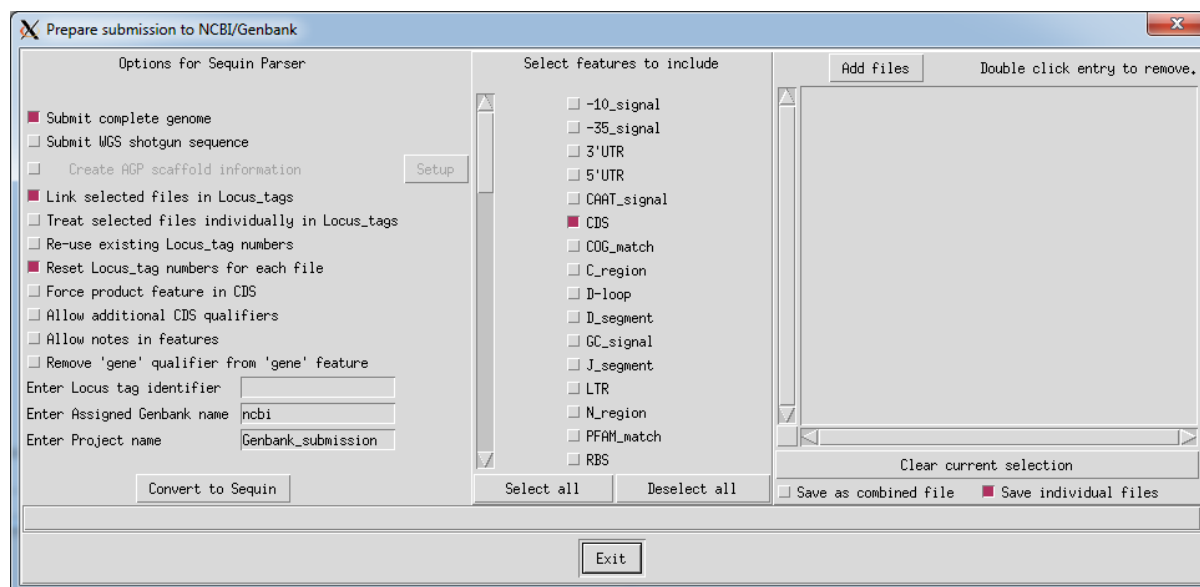 Prepare submission to NCBI/Genbank
Options for Sequin Parser
Submit complete genome
Submit WGS shotgun sequence
Create AGP scaffold information
Setup
Link selected files in Locus_tags
Treat selected files individually in Locus_tags
Re-use existing Locus_tag numbers
Reset Locus_tag numbers for each file
Force product feature in CDS
Allow additional CDS qualifiers
Allow notes in features
Remove 'gene' qualifier from 'gene' feature
Enter Locus tag identifier
Enter Assigned Genbank name ncbi
Enter Project name Genbank_submission
Convert to Sequin
Select features to include
-10_signal
-35_signal
3'UTR
5'UTR
CAAT_signal
CDS
COG_match
C_region
D-loop
D_segment
GC_signal
J_segment
LTR
N_region
PFAM_match
RBS
Select all
Deselect all
Add files
Double click entry to remove.
Clear current selection
Save as combined file
Save individual files
Exit